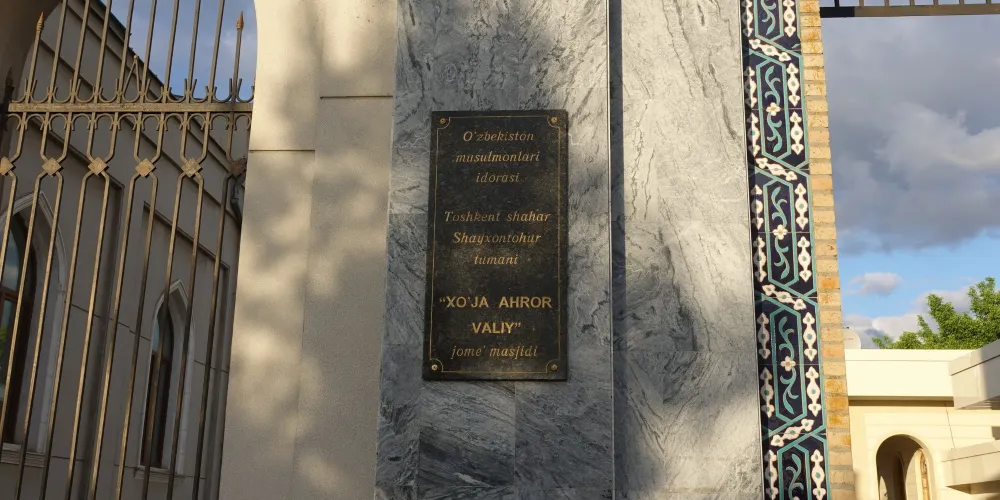 O'zbekiston
musulmonlari
idorasi
Toshkent shahar
Shayxontohur
tumani
"XO'JA AHROR
VALIY"
jome' masjidi